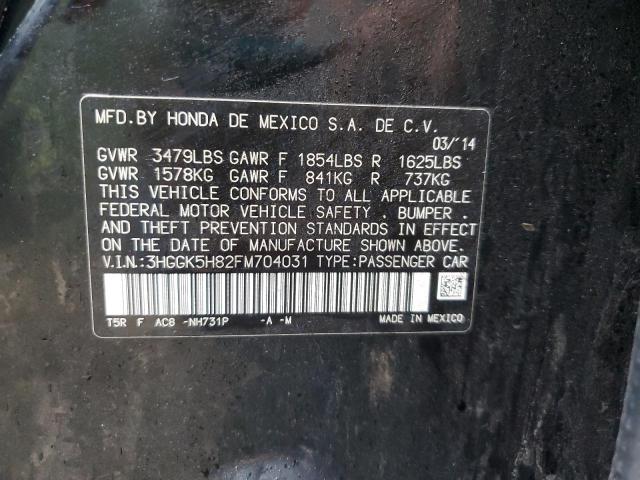 MFD.BY HONDA DE MEXICO S.A. DE C.V.
03/'14
GVWR 3479LBS GAWR F 1854LBS R 1625LBS
GVWR 1578KG GAWR F 841KG R 737KG
THIS VEHICLE CONFORMS TO ALL APPLICABLE
FEDERAL MOTOR VEHICLE SAFETY . BUMPER .
AND THEFT PREVENTION STANDARDS IN EFFECT
ON THE DATE OF MANUFACTURE SHOWN ABOVE.
V.I.N.:3HGGK5H82FM704031 TYPE:PASSENGER CAR
T5R F AC8 -NH731P -A -M MADE IN MEXICO